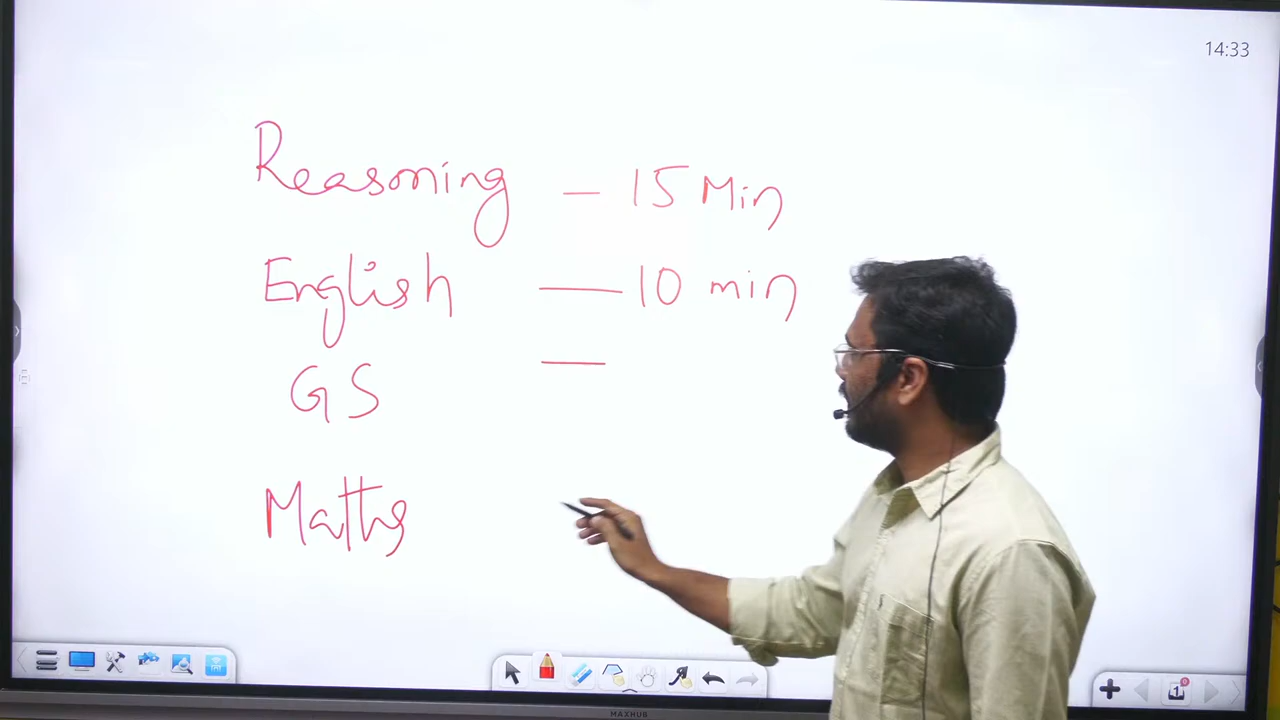 14:33
Reasoning — 15 Min
English — 10 min
GS —
Maths